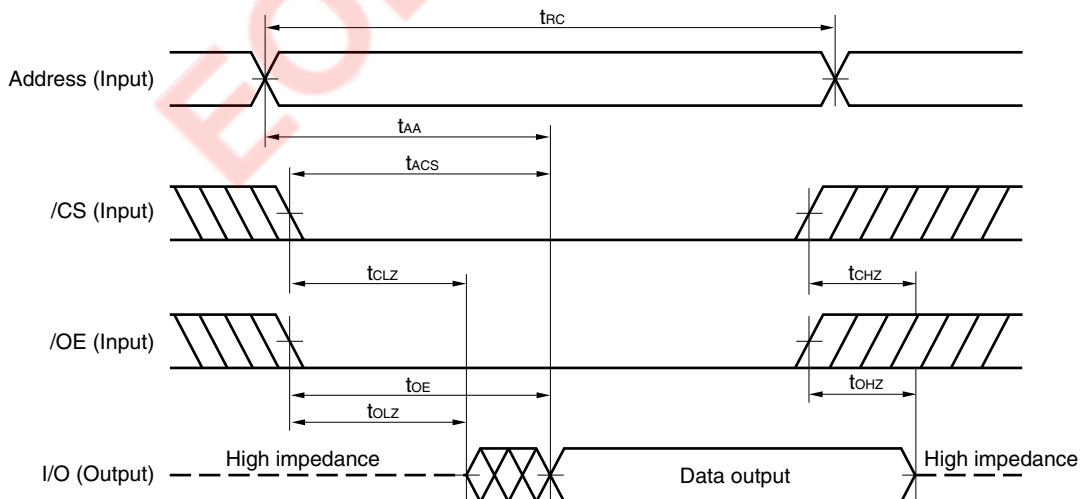 tRC
Address (Input)
tAA
tACS
/CS (Input)
tCLZ
tCHZ
/OE (Input)
tOE
tOHZ
tOLZ
I/O (Output)
High impedance
Data output
High impedance